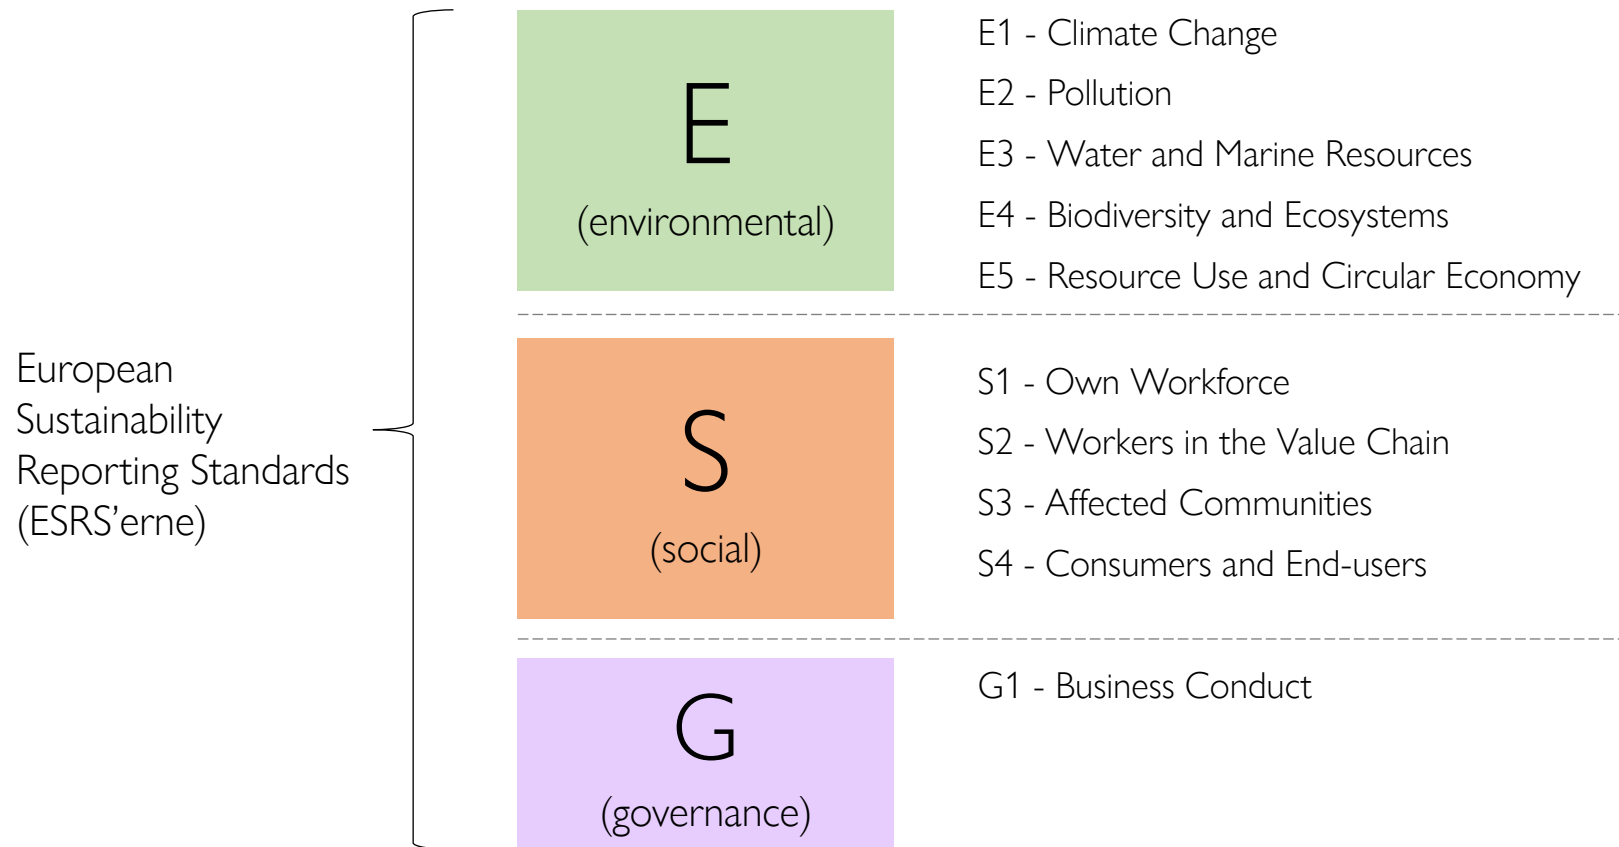 European
Sustainability
Reporting Standards
(ESRS’erne)
E
(environmental)
E1 - Climate Change
E2 - Pollution
E3 - Water and Marine Resources
E4 - Biodiversity and Ecosystems
E5 - Resource Use and Circular Economy
S
(social)
S1 - Own Workforce
S2 - Workers in the Value Chain
S3 - Affected Communities
S4 - Consumers and End-users
G
(governance)
G1 - Business Conduct